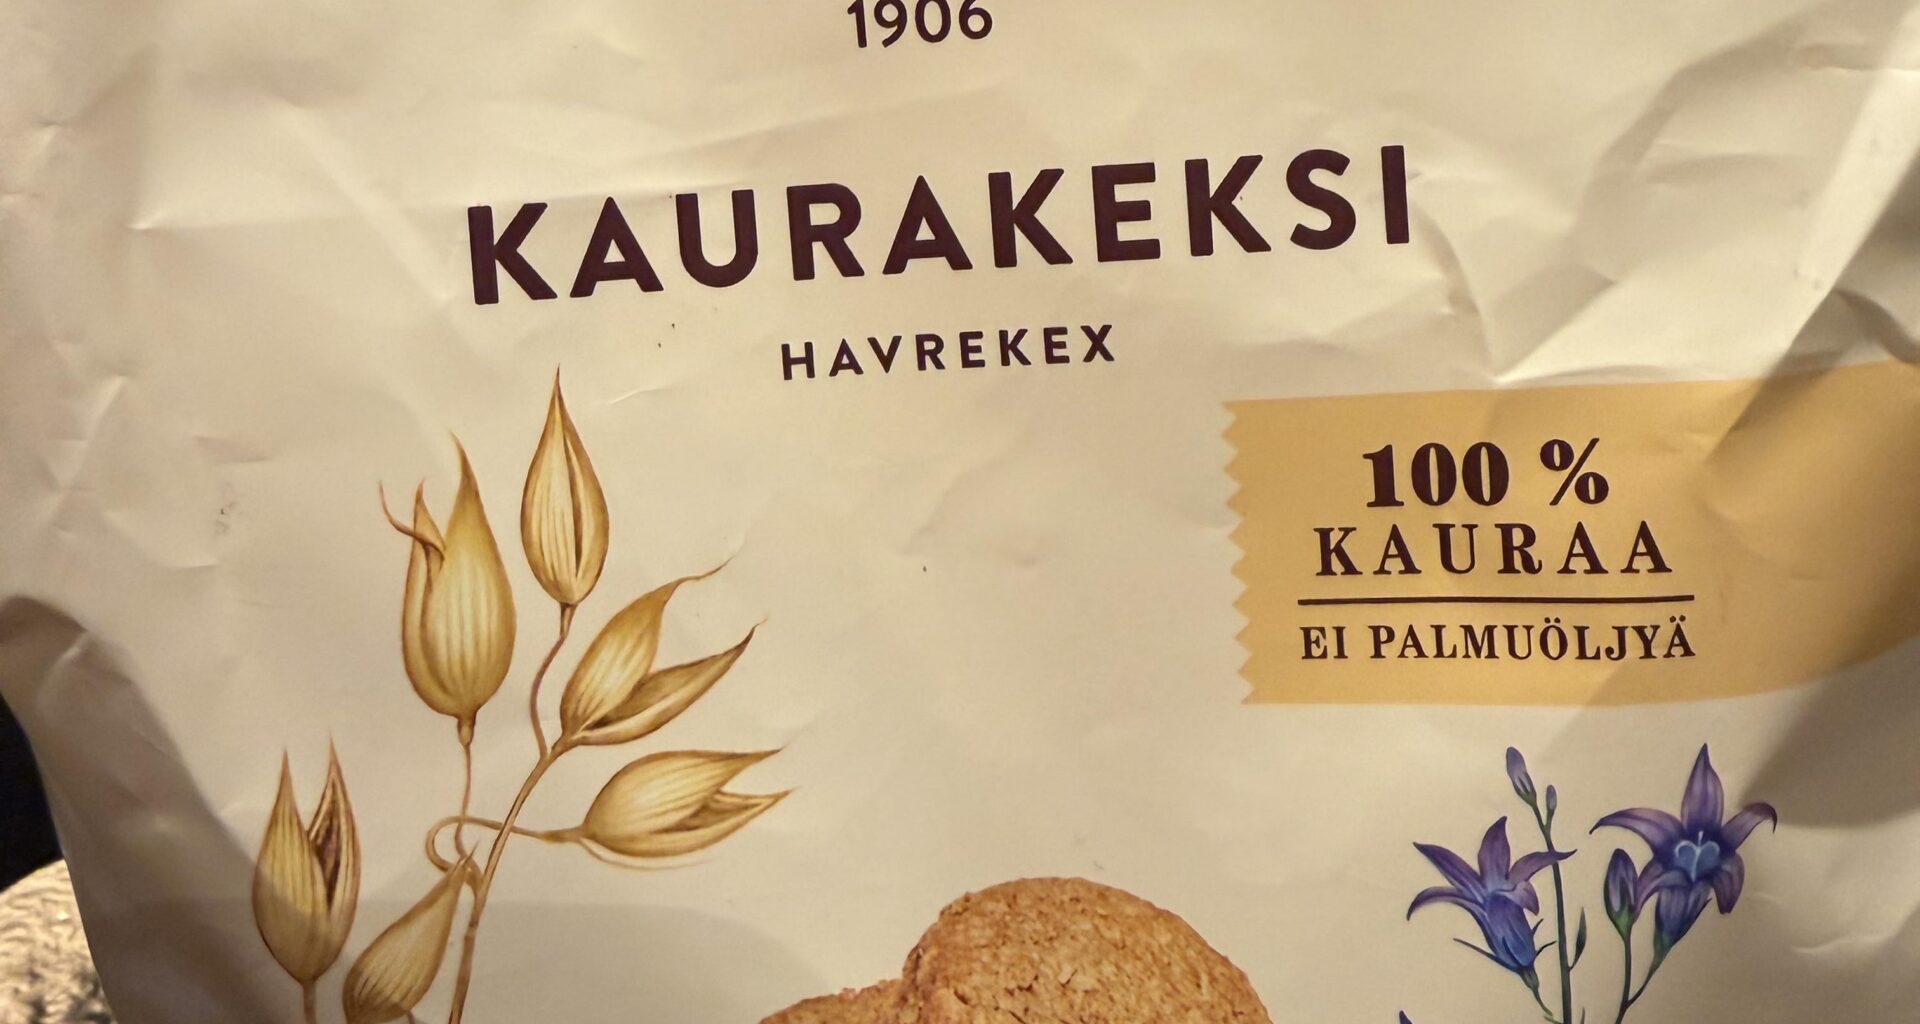 1906
KAURAKEKSI
HAVREKEX
100 %
KAURAA
EI PALMUÖLJYÄ